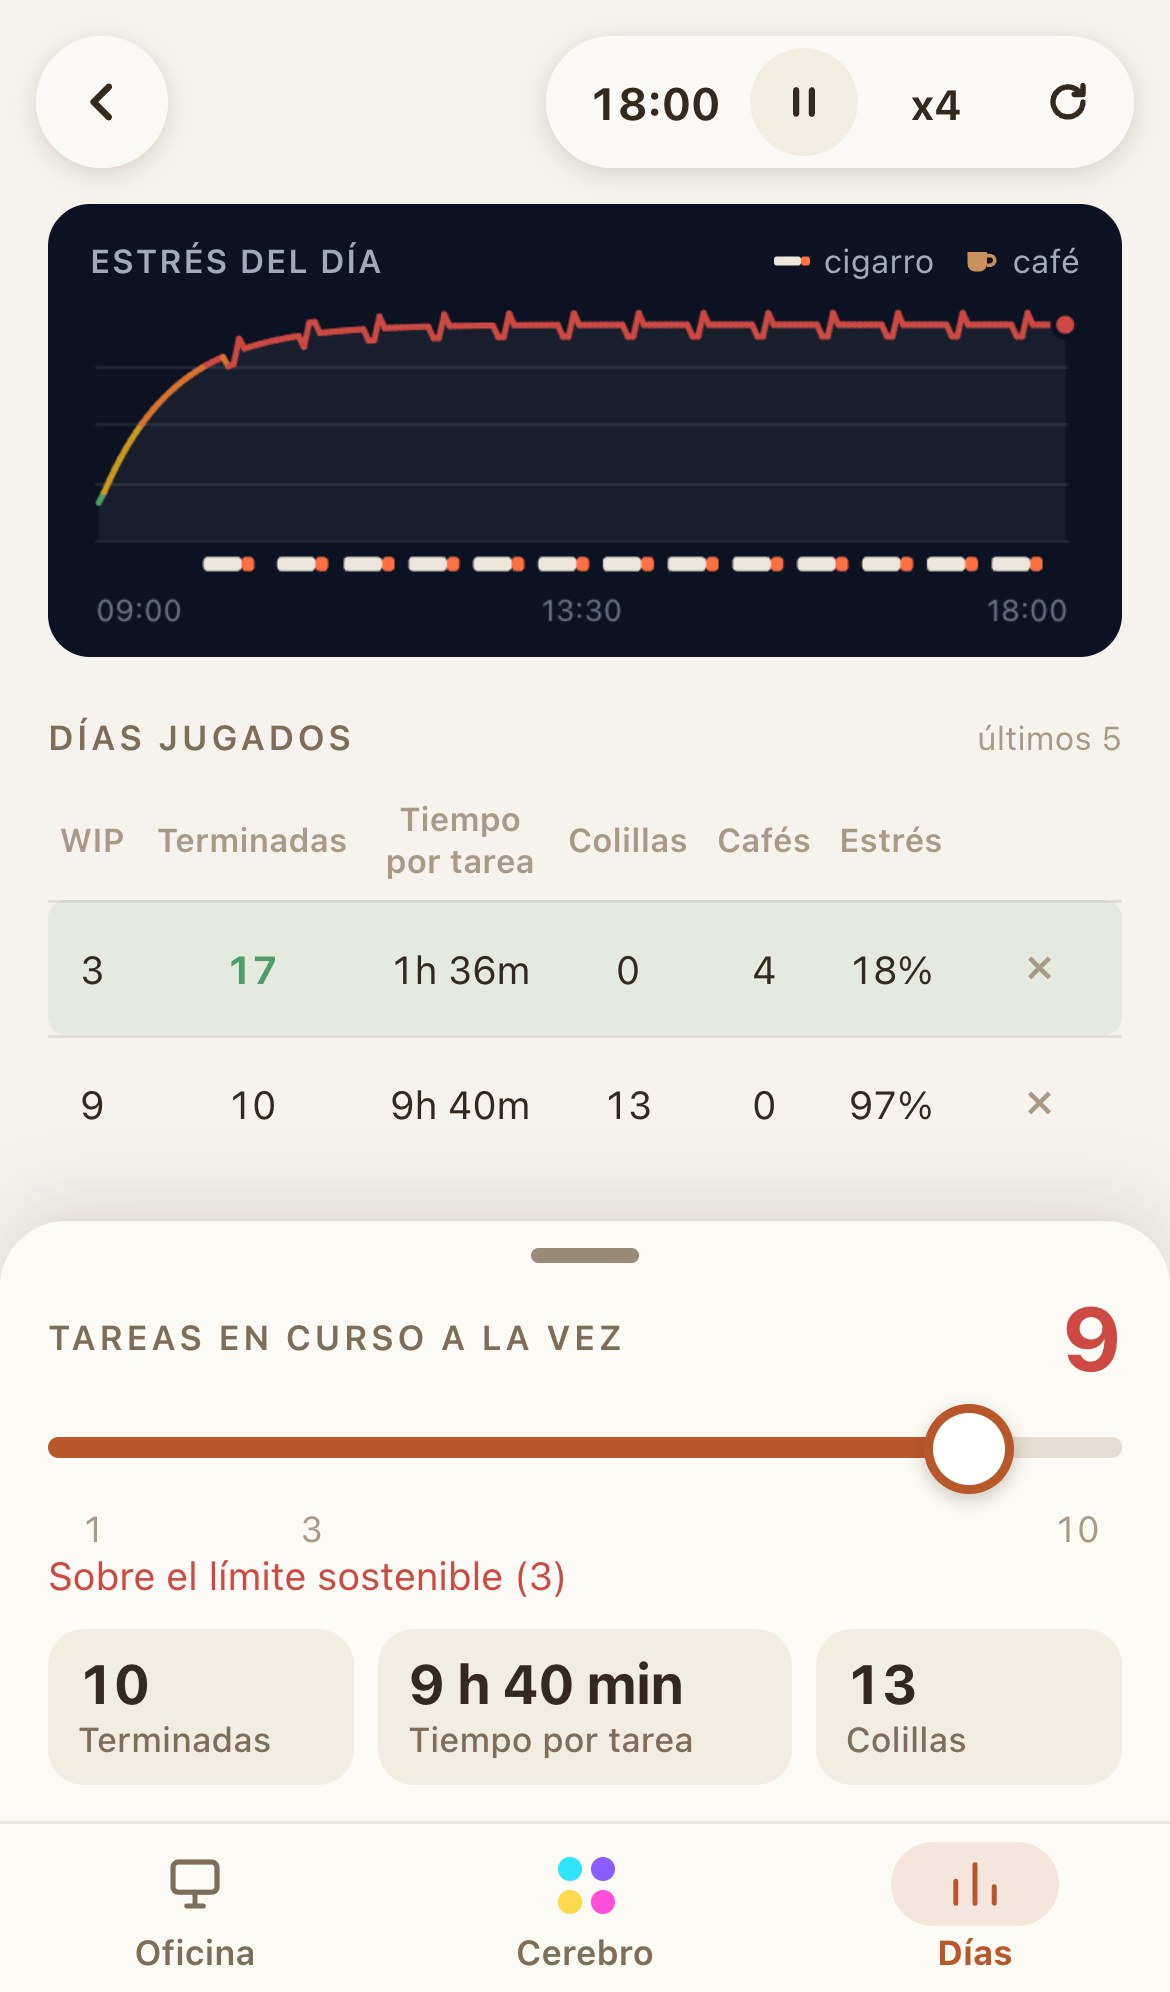 18:00 x4
ESTRÉS DEL DÍA cigarro café
09:00 13:30 18:00
DÍAS JUGADOS últimos 5
WIP Terminadas Tiempo por tarea Colillas Cafés Estrés
3 17 1h 36m 0 4 18% ×
9 10 9h 40m 13 0 97% ×
TAREAS EN CURSO A LA VEZ 9
1 3 10
Sobre el límite sostenible (3)
10 9 h 40 min 13
Terminadas Tiempo por tarea Colillas
Oficina Cerebro Días